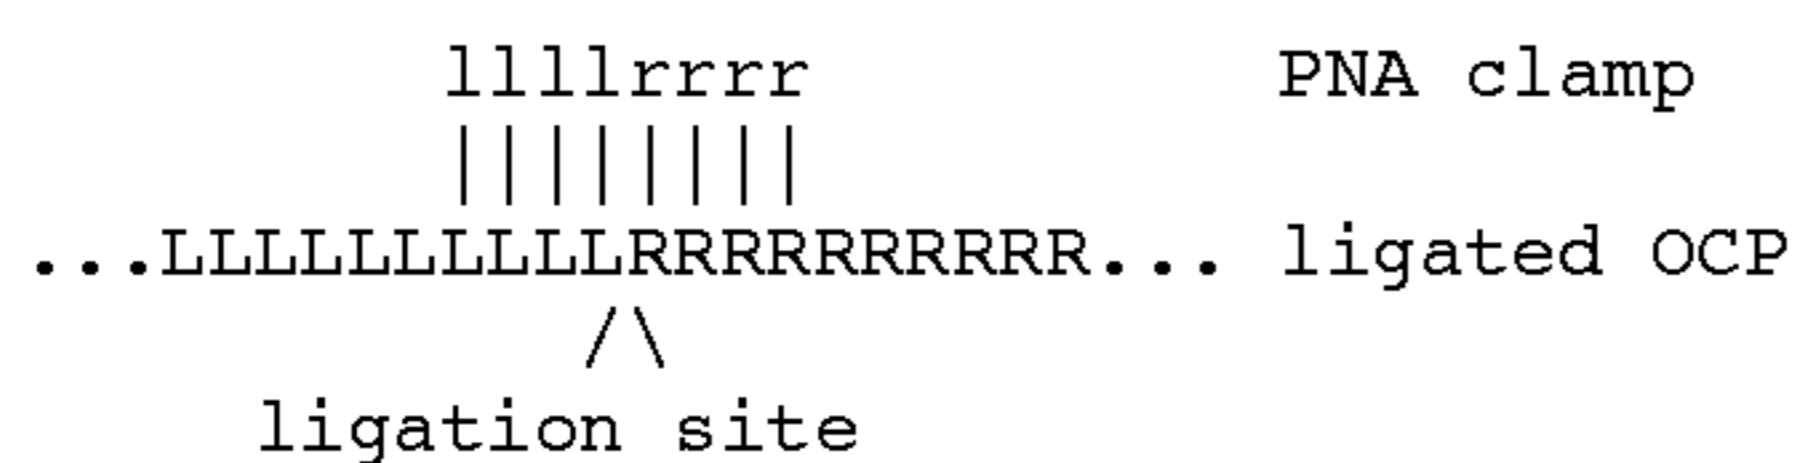 llllrrrr PNA clamp
||||||||
...LLLLLLLLLLRRRRRRRRRR... ligated OCP
/\
ligation site